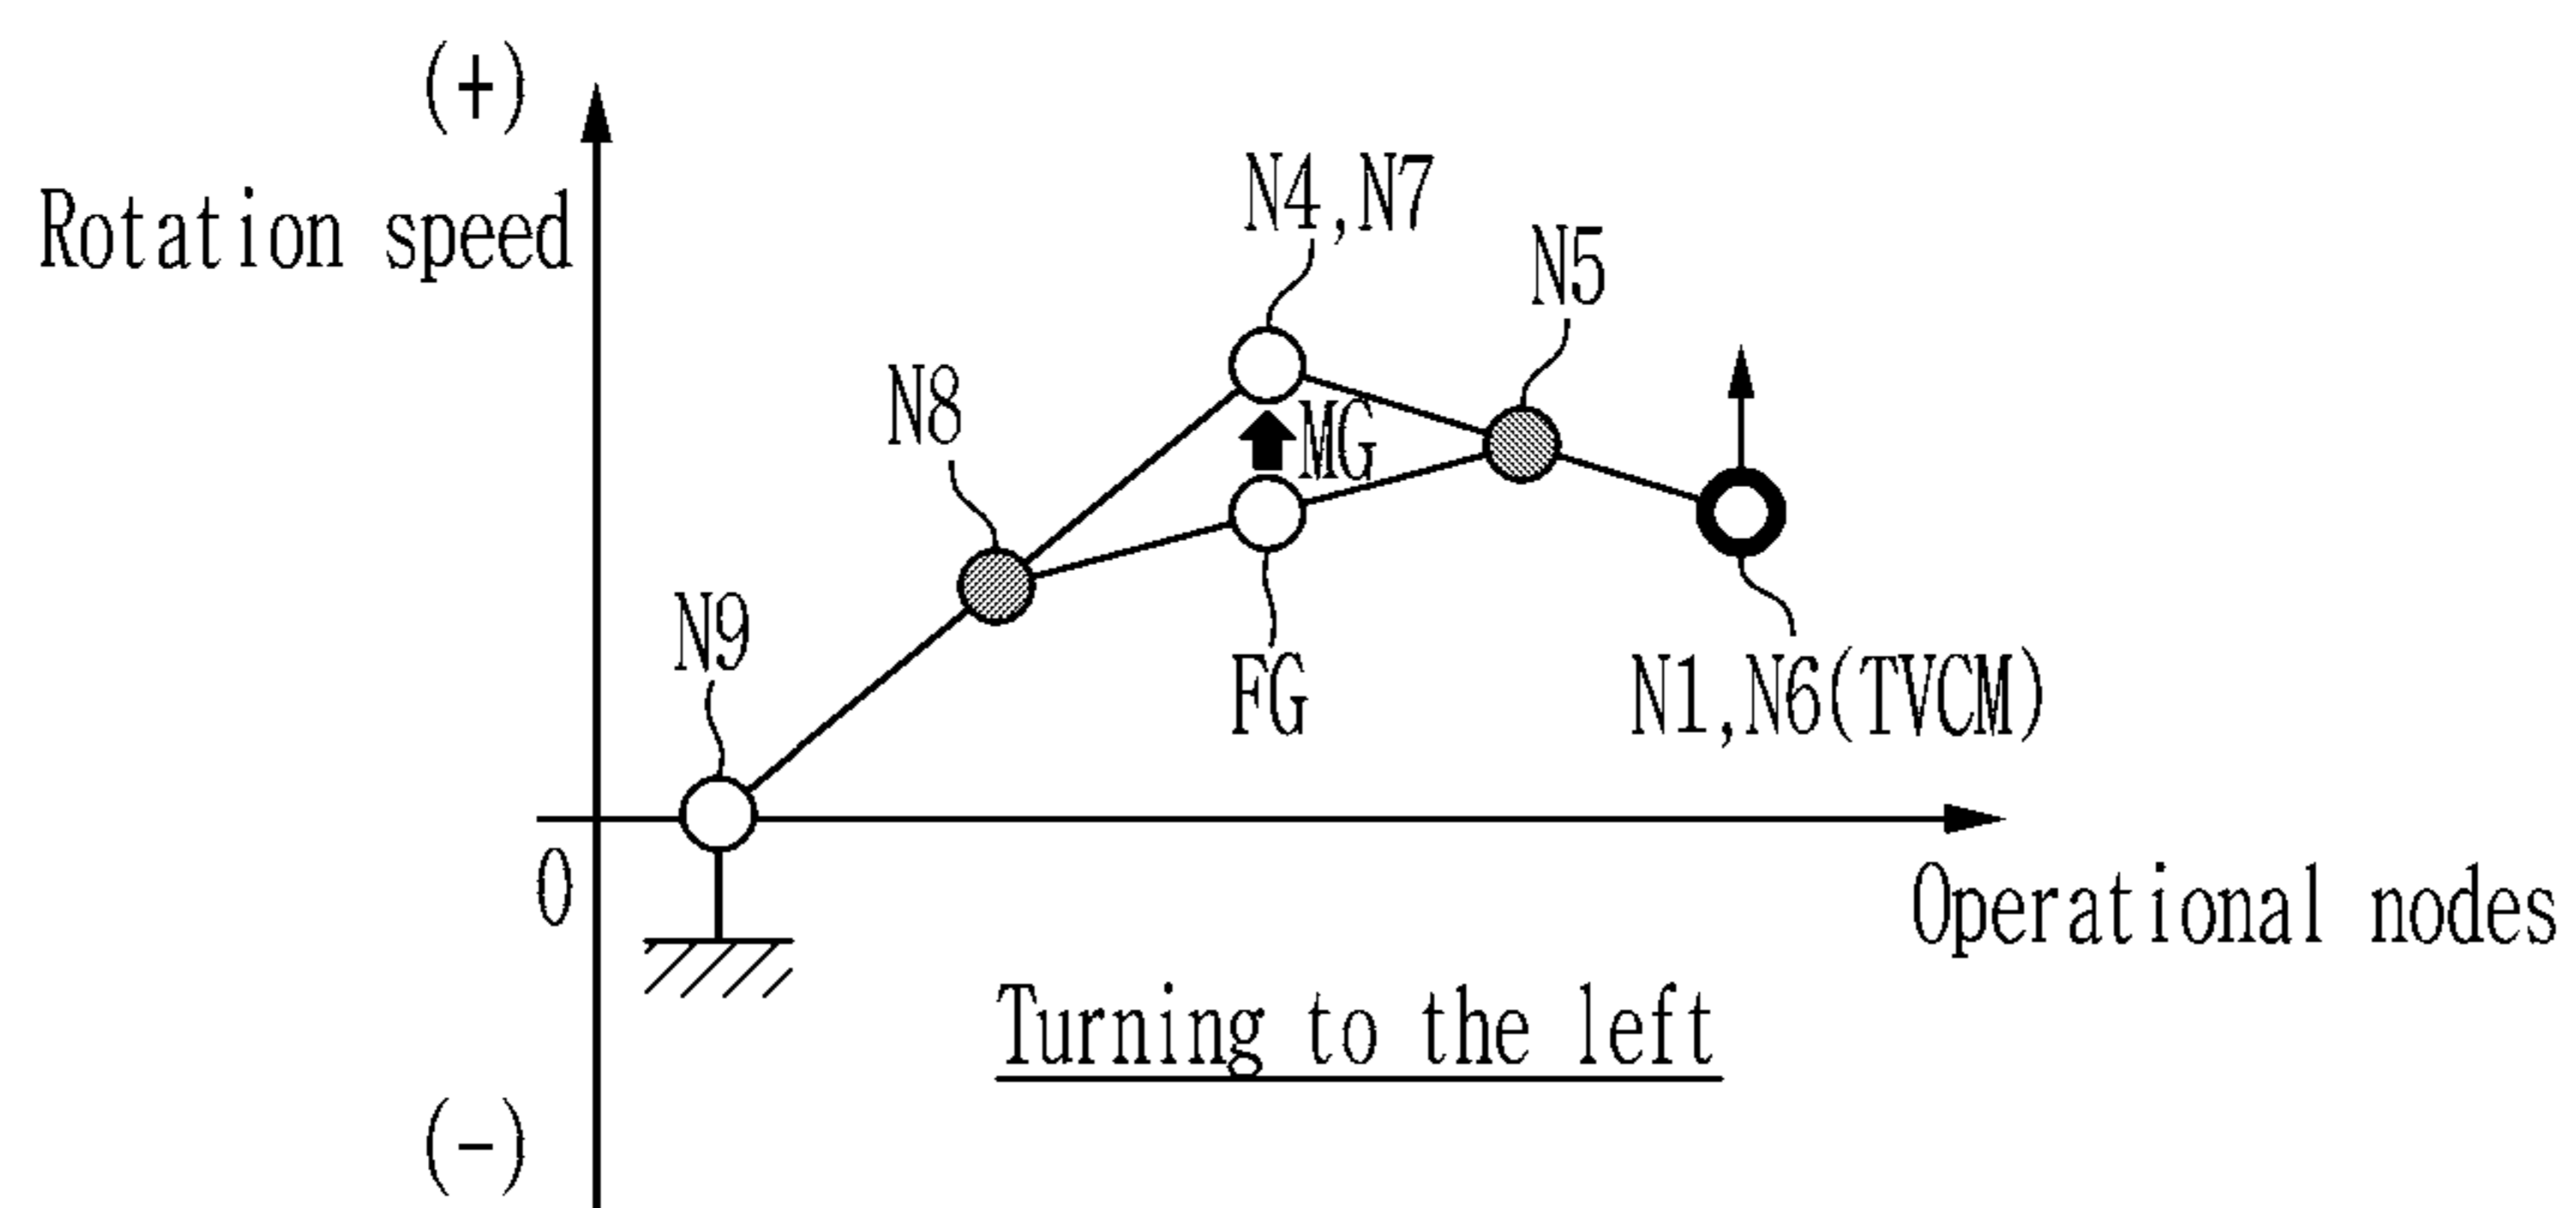 (+)
Rotation speed
N4,N7
N5
N8
MG
N9
FG
N1,N6(TVCM)
0
Operational nodes
Turning to the left
(-)